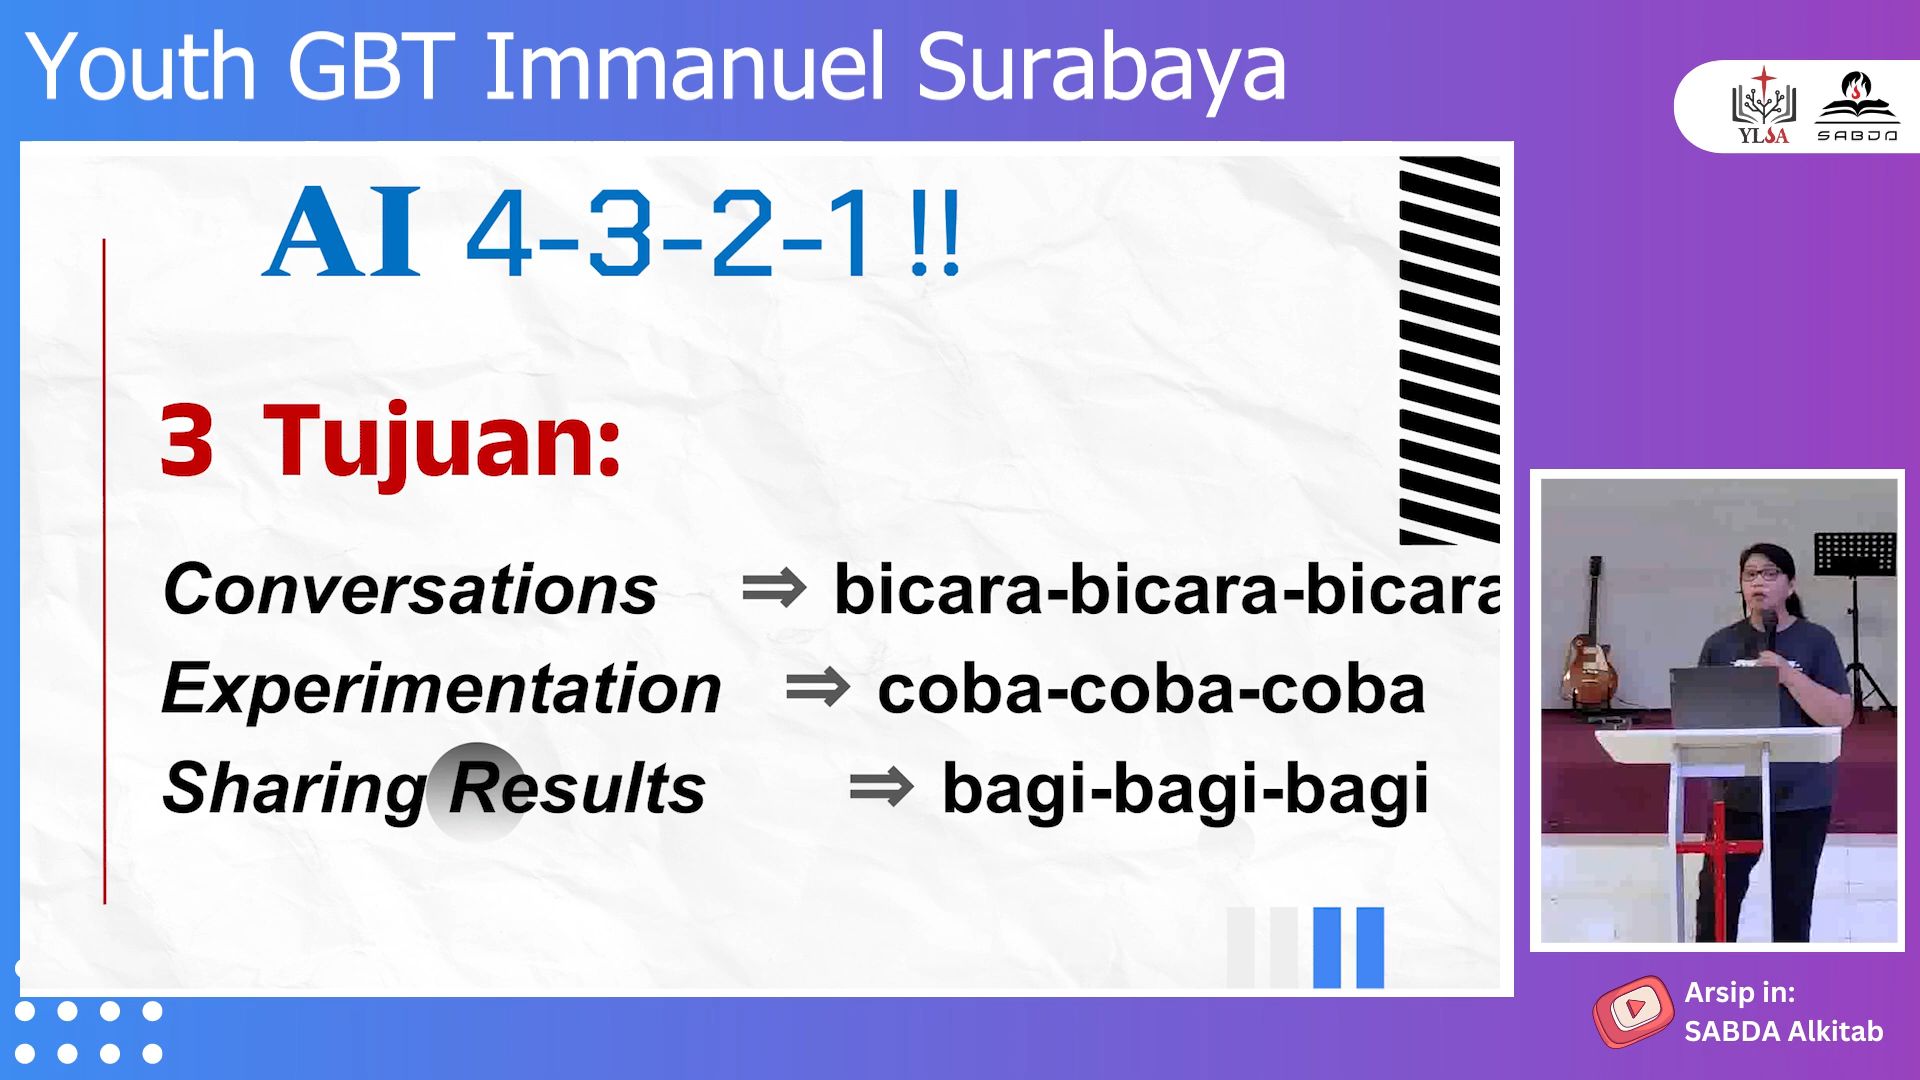 Youth GBT Immanuel Surabaya
YLSA
SABDA
AI 4-3-2-1 !!
3 Tujuan:
Conversations ⇒ bicara-bicara-bicara
Experimentation ⇒ coba-coba-coba
Sharing Results ⇒ bagi-bagi-bagi
Arsip in:
SABDA Alkitab